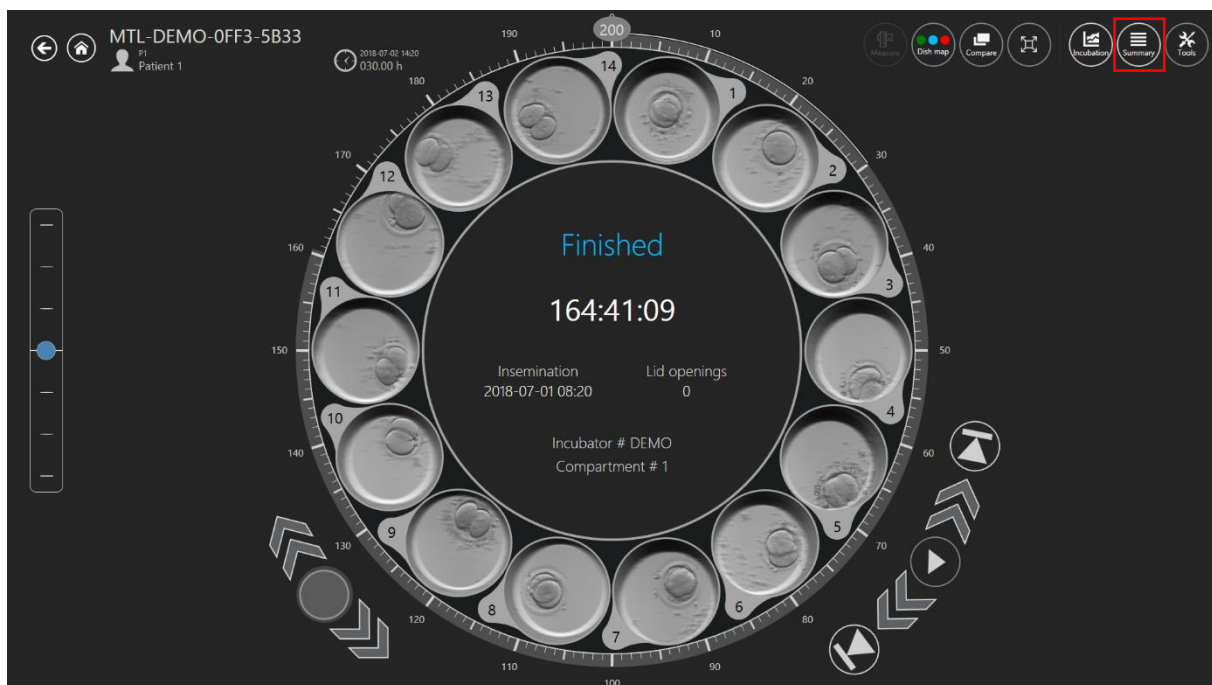 MTL-DEMO-0FF3-5B33
P1
Patient 1
2018-07-02 14:20
030.00 h
Measure
Dish map
Compare
Incubation
Summary
Tools
200
10
20
30
40
50
60
70
80
90
100
110
120
130
140
150
160
170
180
190
1
2
3
4
5
6
7
8
9
10
11
12
13
14
Finished
164:41:09
Insemination
2018-07-01 08:20
Lid openings
0
Incubator # DEMO
Compartment # 1